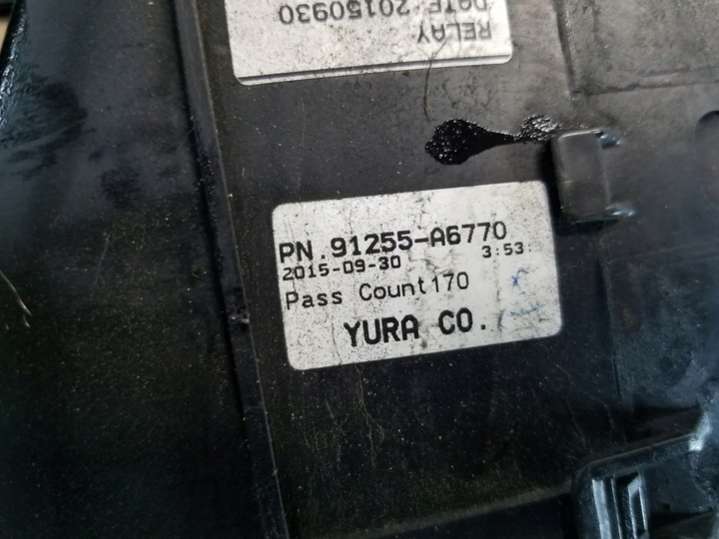 RELAY
DATE:20150930
PN.91255-A6770
2015-09-30 3:53
Pass Count170
YURA CO.